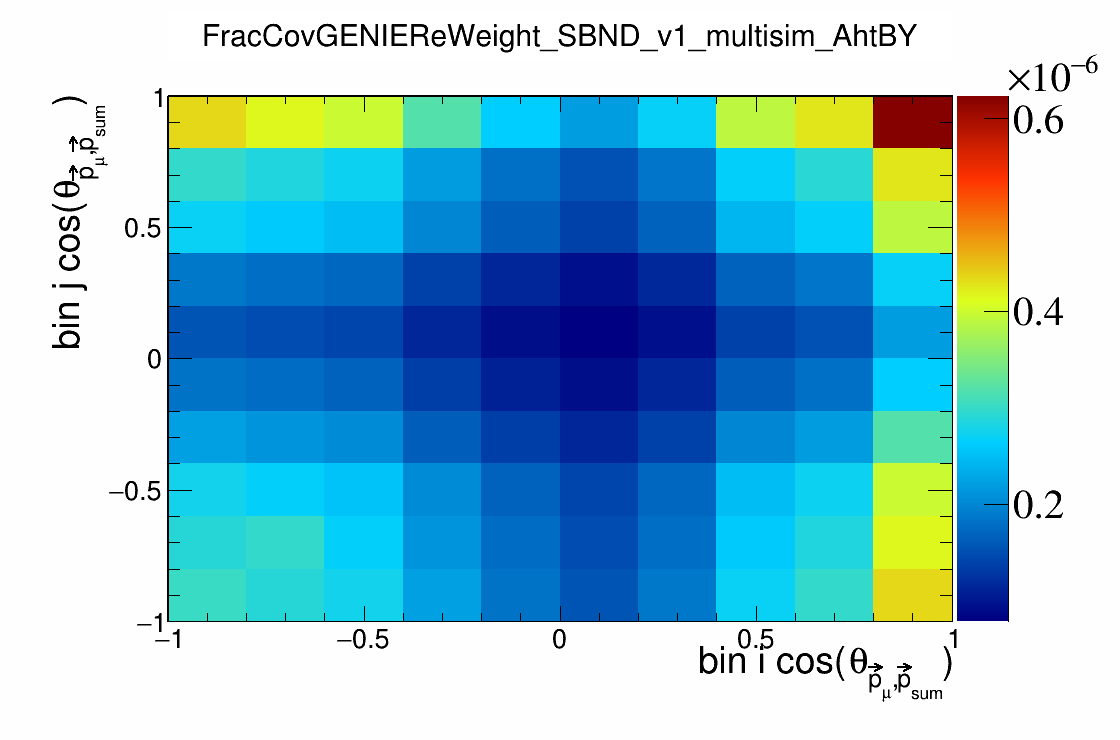 FracCovGENIEReWeight_SBND_v1_multisim_AhtBY
×10⁻⁶
bin j cos(θ p⃗μ,p⃗sum)
1
0.5
0
−0.5
−1
−1 −0.5 0 0.5 1
bin i cos(θ p⃗μ,p⃗sum)
0.6
0.4
0.2